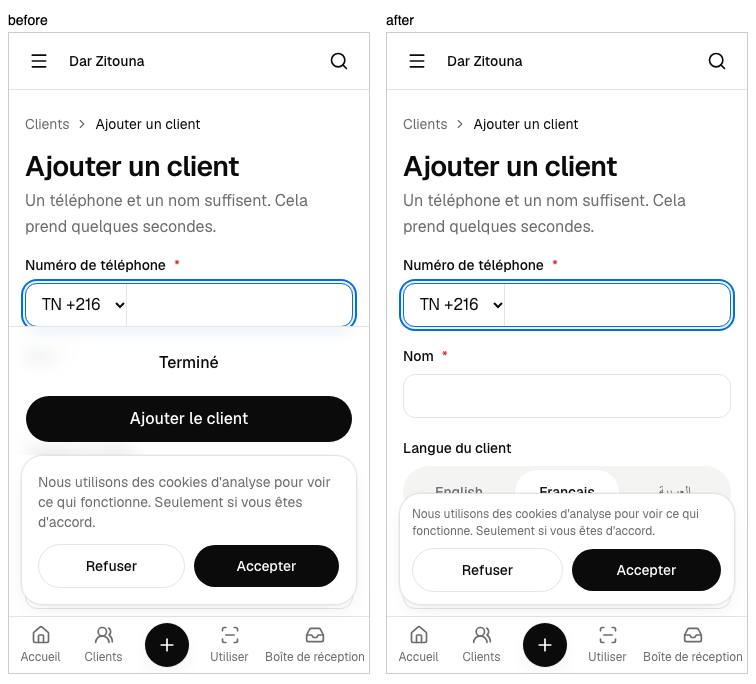 before
Dar Zitouna
Clients > Ajouter un client
Ajouter un client
Un téléphone et un nom suffisent. Cela
prend quelques secondes.
Numéro de téléphone *
TN +216
Terminé
Ajouter le client
Nous utilisons des cookies d'analyse pour voir
ce qui fonctionne. Seulement si vous êtes
d'accord.
Refuser Accepter
Accueil Clients Utiliser Boîte de réception
after
Dar Zitouna
Clients > Ajouter un client
Ajouter un client
Un téléphone et un nom suffisent. Cela
prend quelques secondes.
Numéro de téléphone *
TN +216
Nom *
Langue du client
English Français العربية
Nous utilisons des cookies d'analyse pour voir ce qui
fonctionne. Seulement si vous êtes d'accord.
Refuser Accepter
Accueil Clients Utiliser Boîte de réception